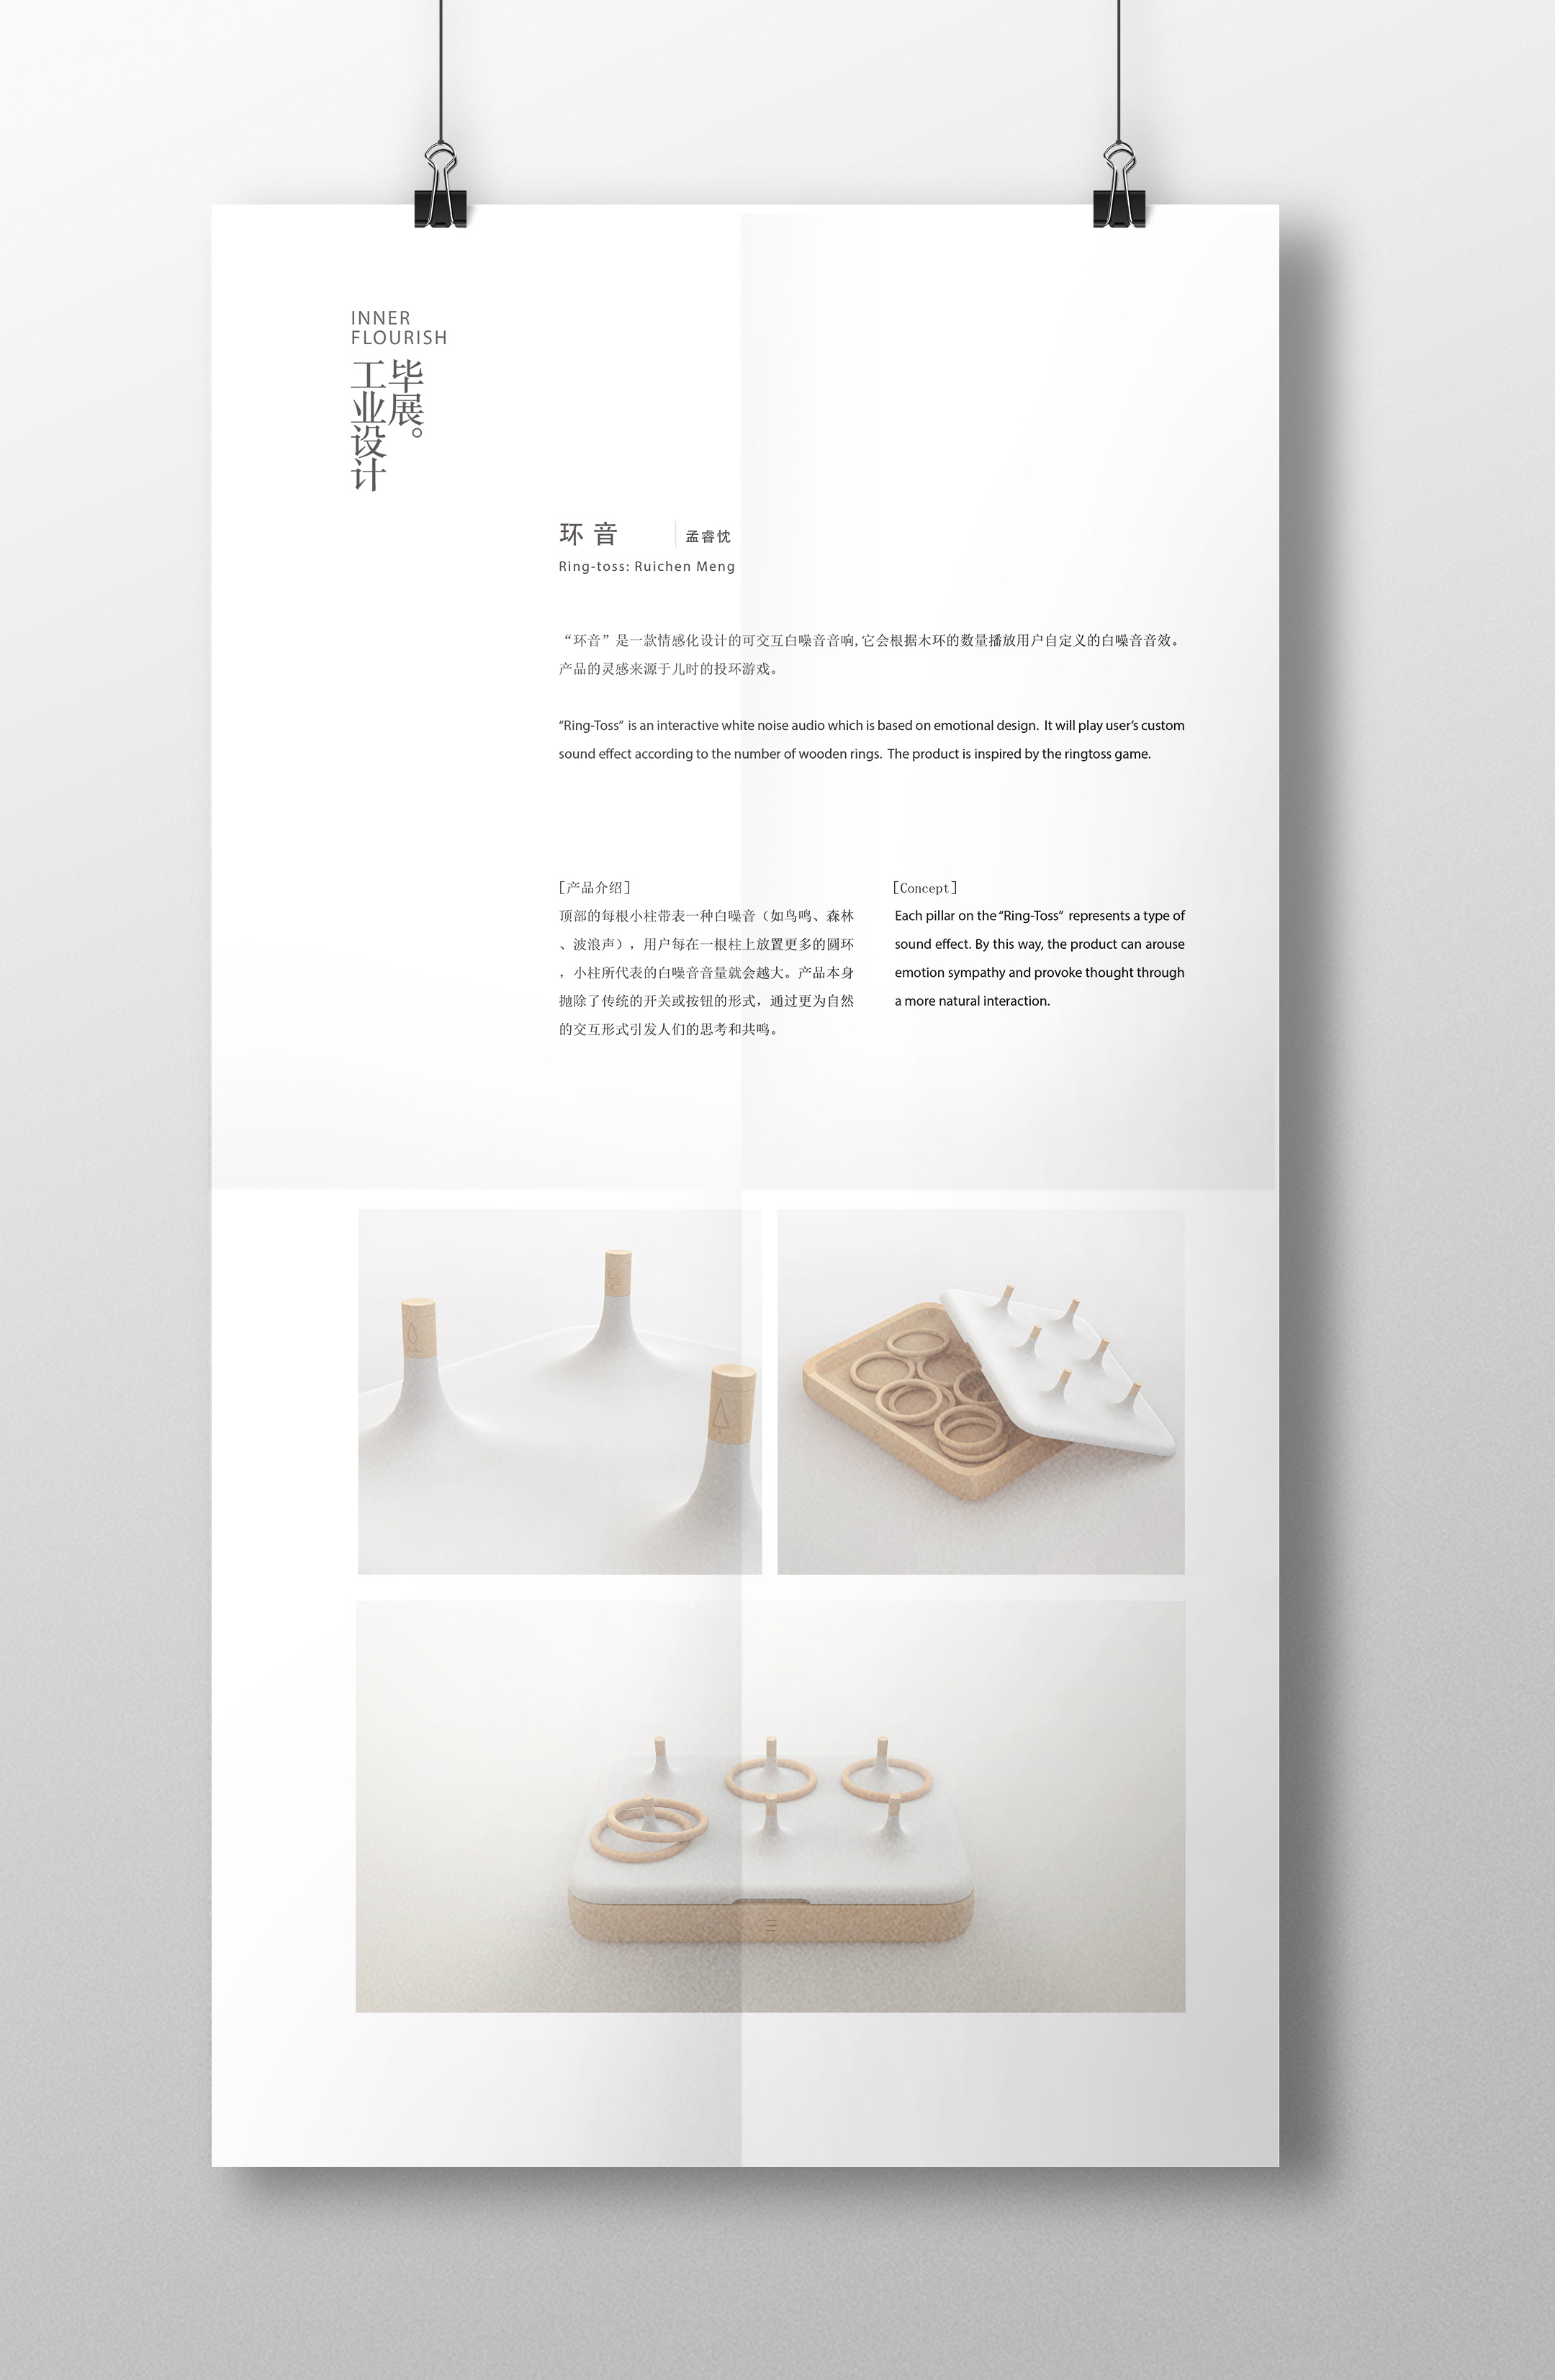 INNER
FLOURISH
毕展。
工业设计
环音
孟睿忱
Ring-toss: Ruichen Meng
“环音”是一款情感化设计的可交互白噪音音响,它会根据木环的数量播放用户自定义的白噪音音效。
产品的灵感来源于儿时的投环游戏。
“Ring-Toss” is an interactive white noise audio which is based on emotional design. It will play user’s custom
sound effect according to the number of wooden rings. The product is inspired by the ringtoss game.
[产品介绍]
顶部的每根小柱带表一种白噪音（如鸟鸣、森林
、波浪声），用户每在一根柱上放置更多的圆环
，小柱所代表的白噪音音量就会越大。产品本身
抛除了传统的开关或按钮的形式，通过更为自然
的交互形式引发人们的思考和共鸣。
[Concept]
Each pillar on the “Ring-Toss” represents a type of
sound effect. By this way, the product can arouse
emotion sympathy and provoke thought through
a more natural interaction.